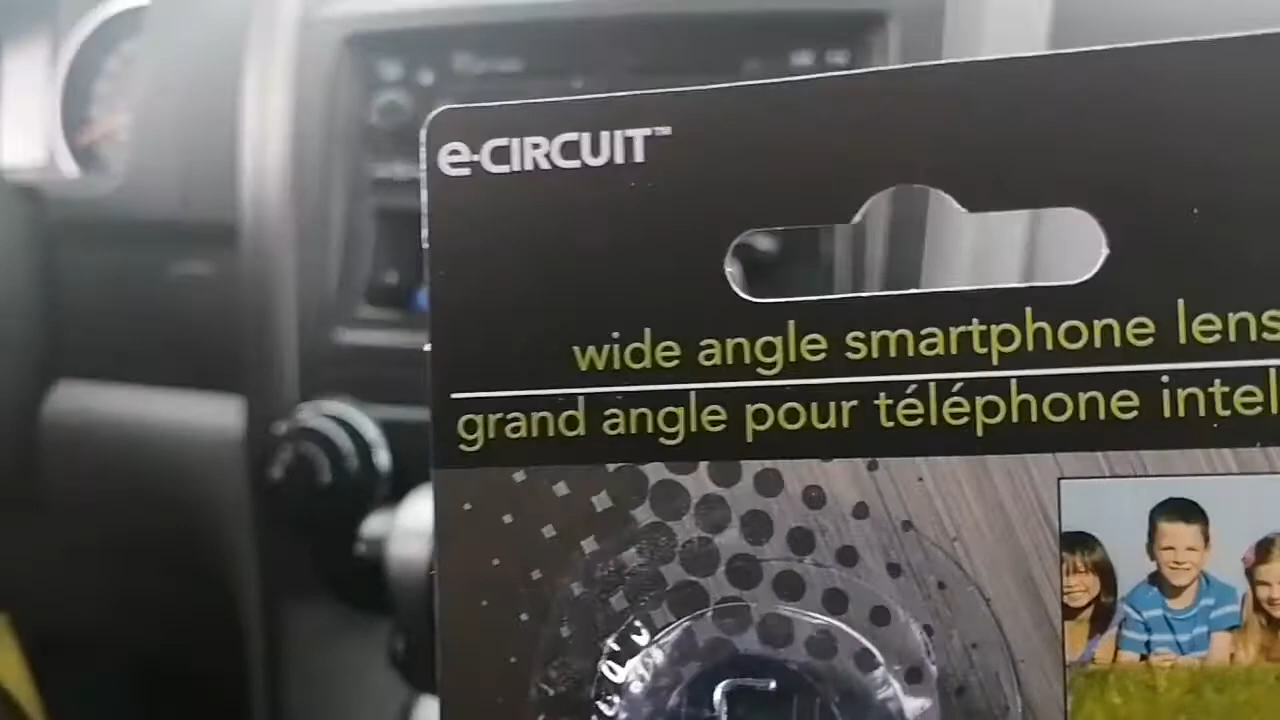 e·CIRCUIT™
wide angle smartphone lens
grand angle pour téléphone intel